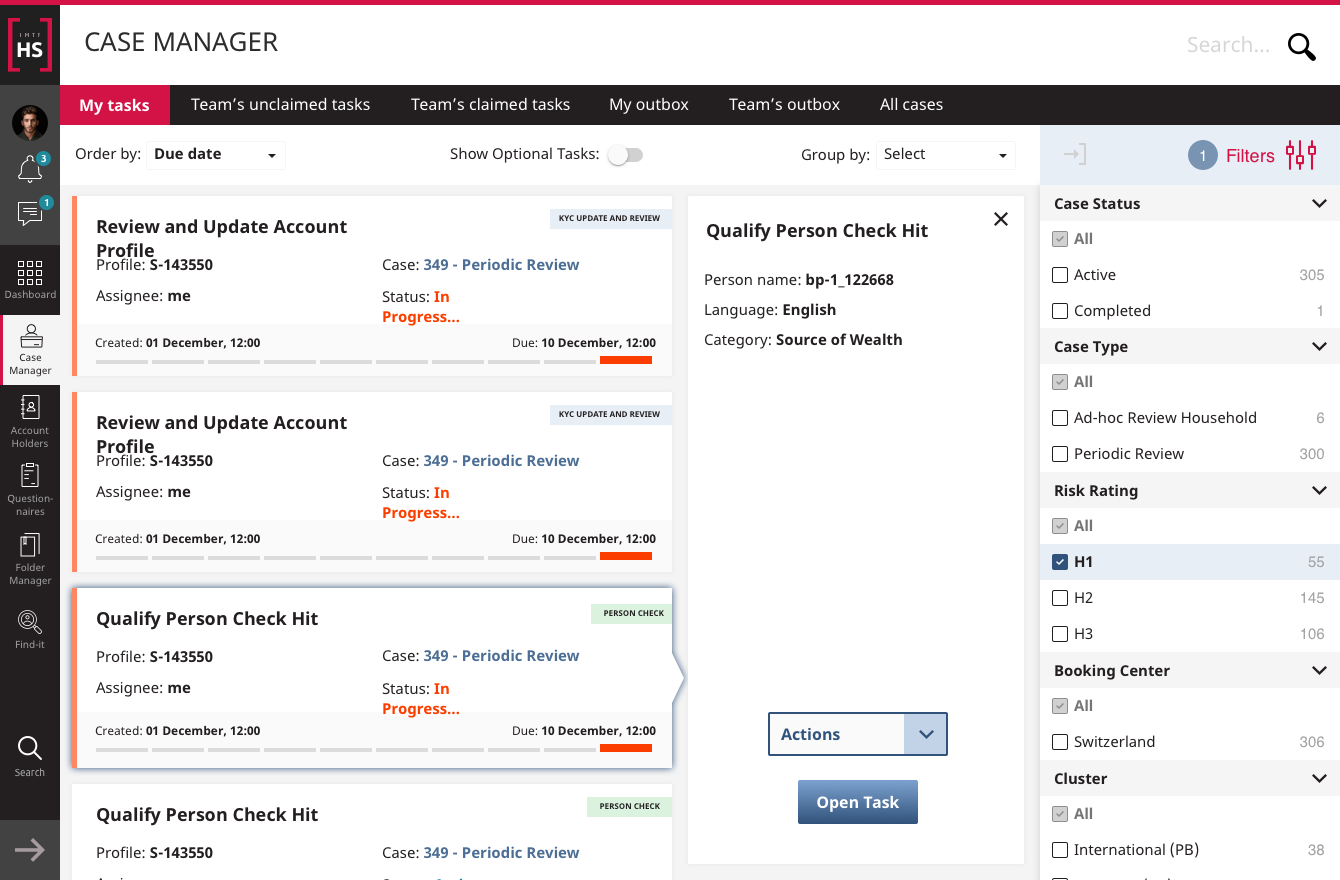 IMTF
HS
CASE MANAGER
Search...
My tasks
Team's unclaimed tasks
Team's claimed tasks
My outbox
Team's outbox
All cases
3
1
Dashboard
Case
Manager
Account
Holders
Question-
naires
Folder
Manager
Find-it
Search
Order by: Due date
Show Optional Tasks:
Group by: Select
1 Filters
Review and Update Account
Profile
KYC UPDATE AND REVIEW
Profile: S-143550
Case: 349 - Periodic Review
Assignee: me
Status: In
Progress...
Created: 01 December, 12:00
Due: 10 December, 12:00
Review and Update Account
Profile
KYC UPDATE AND REVIEW
Profile: S-143550
Case: 349 - Periodic Review
Assignee: me
Status: In
Progress...
Created: 01 December, 12:00
Due: 10 December, 12:00
Qualify Person Check Hit
PERSON CHECK
Profile: S-143550
Case: 349 - Periodic Review
Assignee: me
Status: In
Progress...
Created: 01 December, 12:00
Due: 10 December, 12:00
Qualify Person Check Hit
PERSON CHECK
Profile: S-143550
Case: 349 - Periodic Review
Qualify Person Check Hit
Person name: bp-1_122668
Language: English
Category: Source of Wealth
Actions
Open Task
Case Status
All
Active 305
Completed 1
Case Type
All
Ad-hoc Review Household 6
Periodic Review 300
Risk Rating
All
H1 55
H2 145
H3 106
Booking Center
All
Switzerland 306
Cluster
All
International (PB) 38